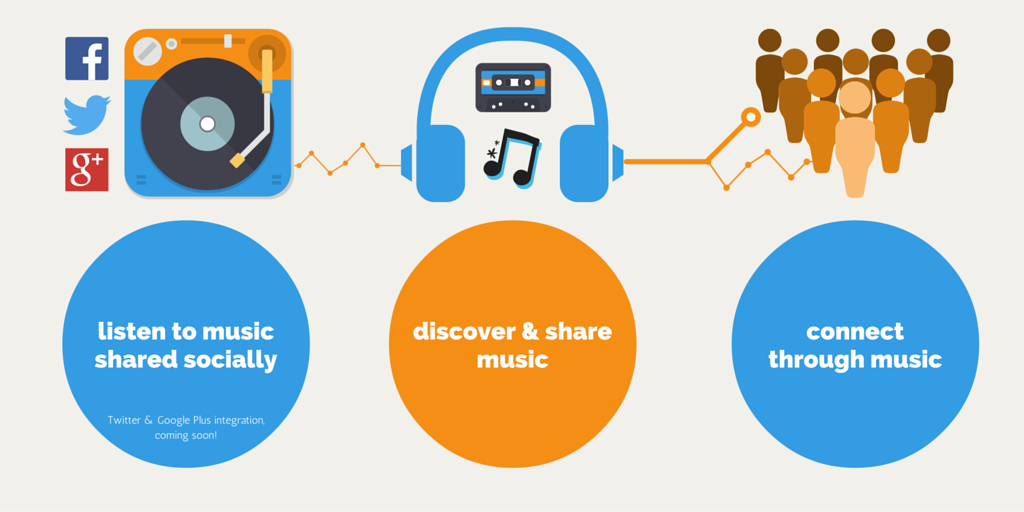 f
g+
listen to music
shared socially
Twitter & Google Plus integration,
coming soon!
discover & share
music
connect
through music